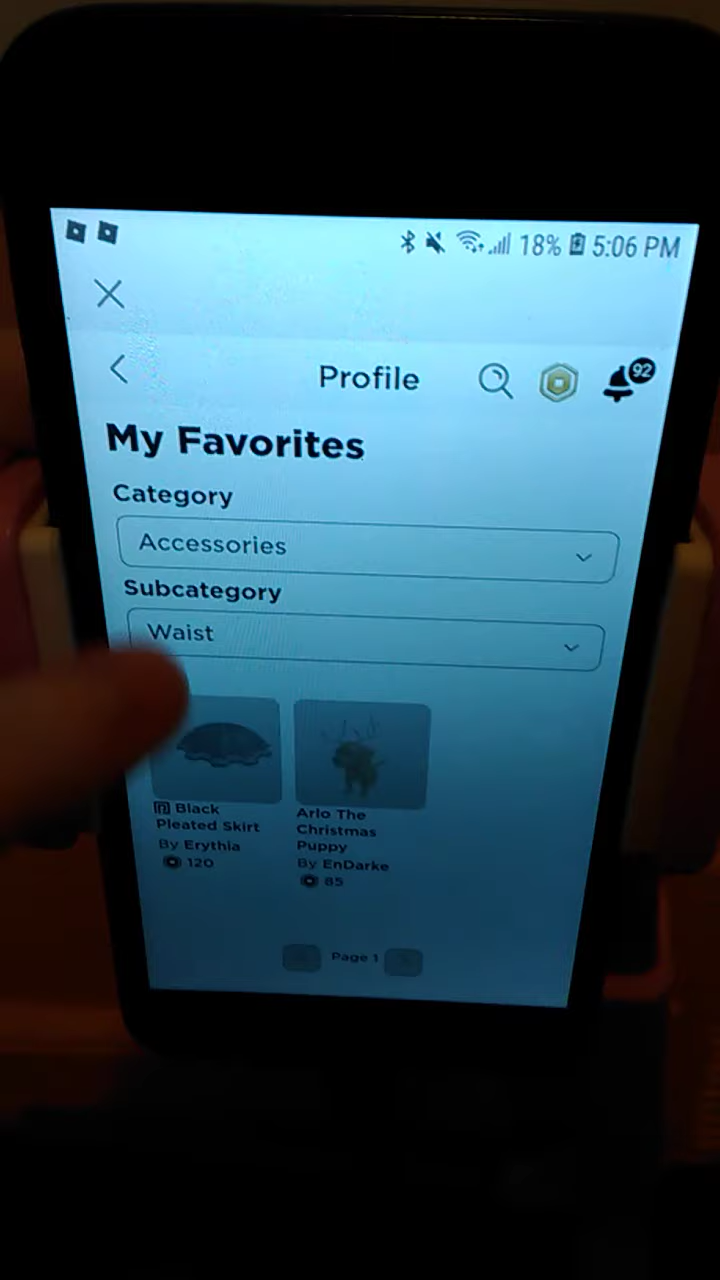 18% 5:06 PM
Profile
92
My Favorites
Category
Accessories
Subcategory
Waist
Black
Pleated Skirt
By Erythia
120
Arlo The
Christmas
Puppy
By EnDarke
85
Page 1